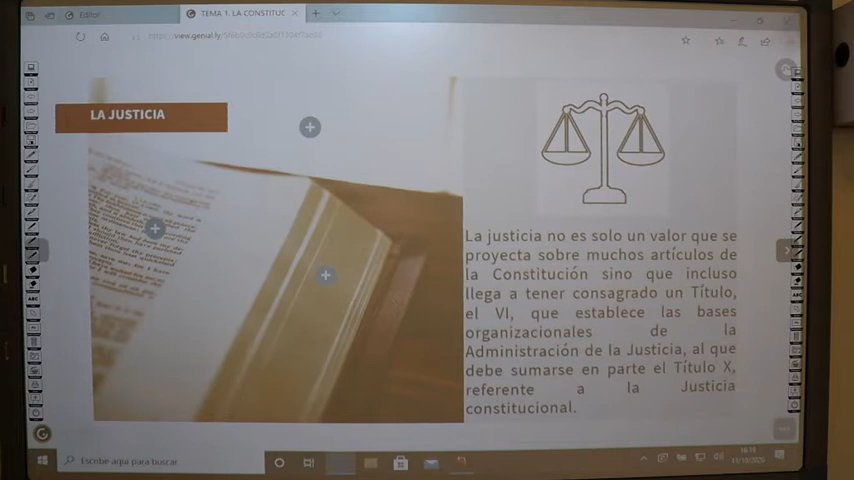 Editor
TEMA 1. LA CONSTITUC
LA JUSTICIA
La justicia no es solo un valor que se
proyecta sobre muchos artículos de
la Constitución sino que incluso
llega a tener consagrado un Título,
el VI, que establece las bases
organizacionales de la
Administración de la Justicia, al que
debe sumarse en parte el Título X,
referente a la Justicia
constitucional.
ABC
ABC
Escribe aquí para buscar